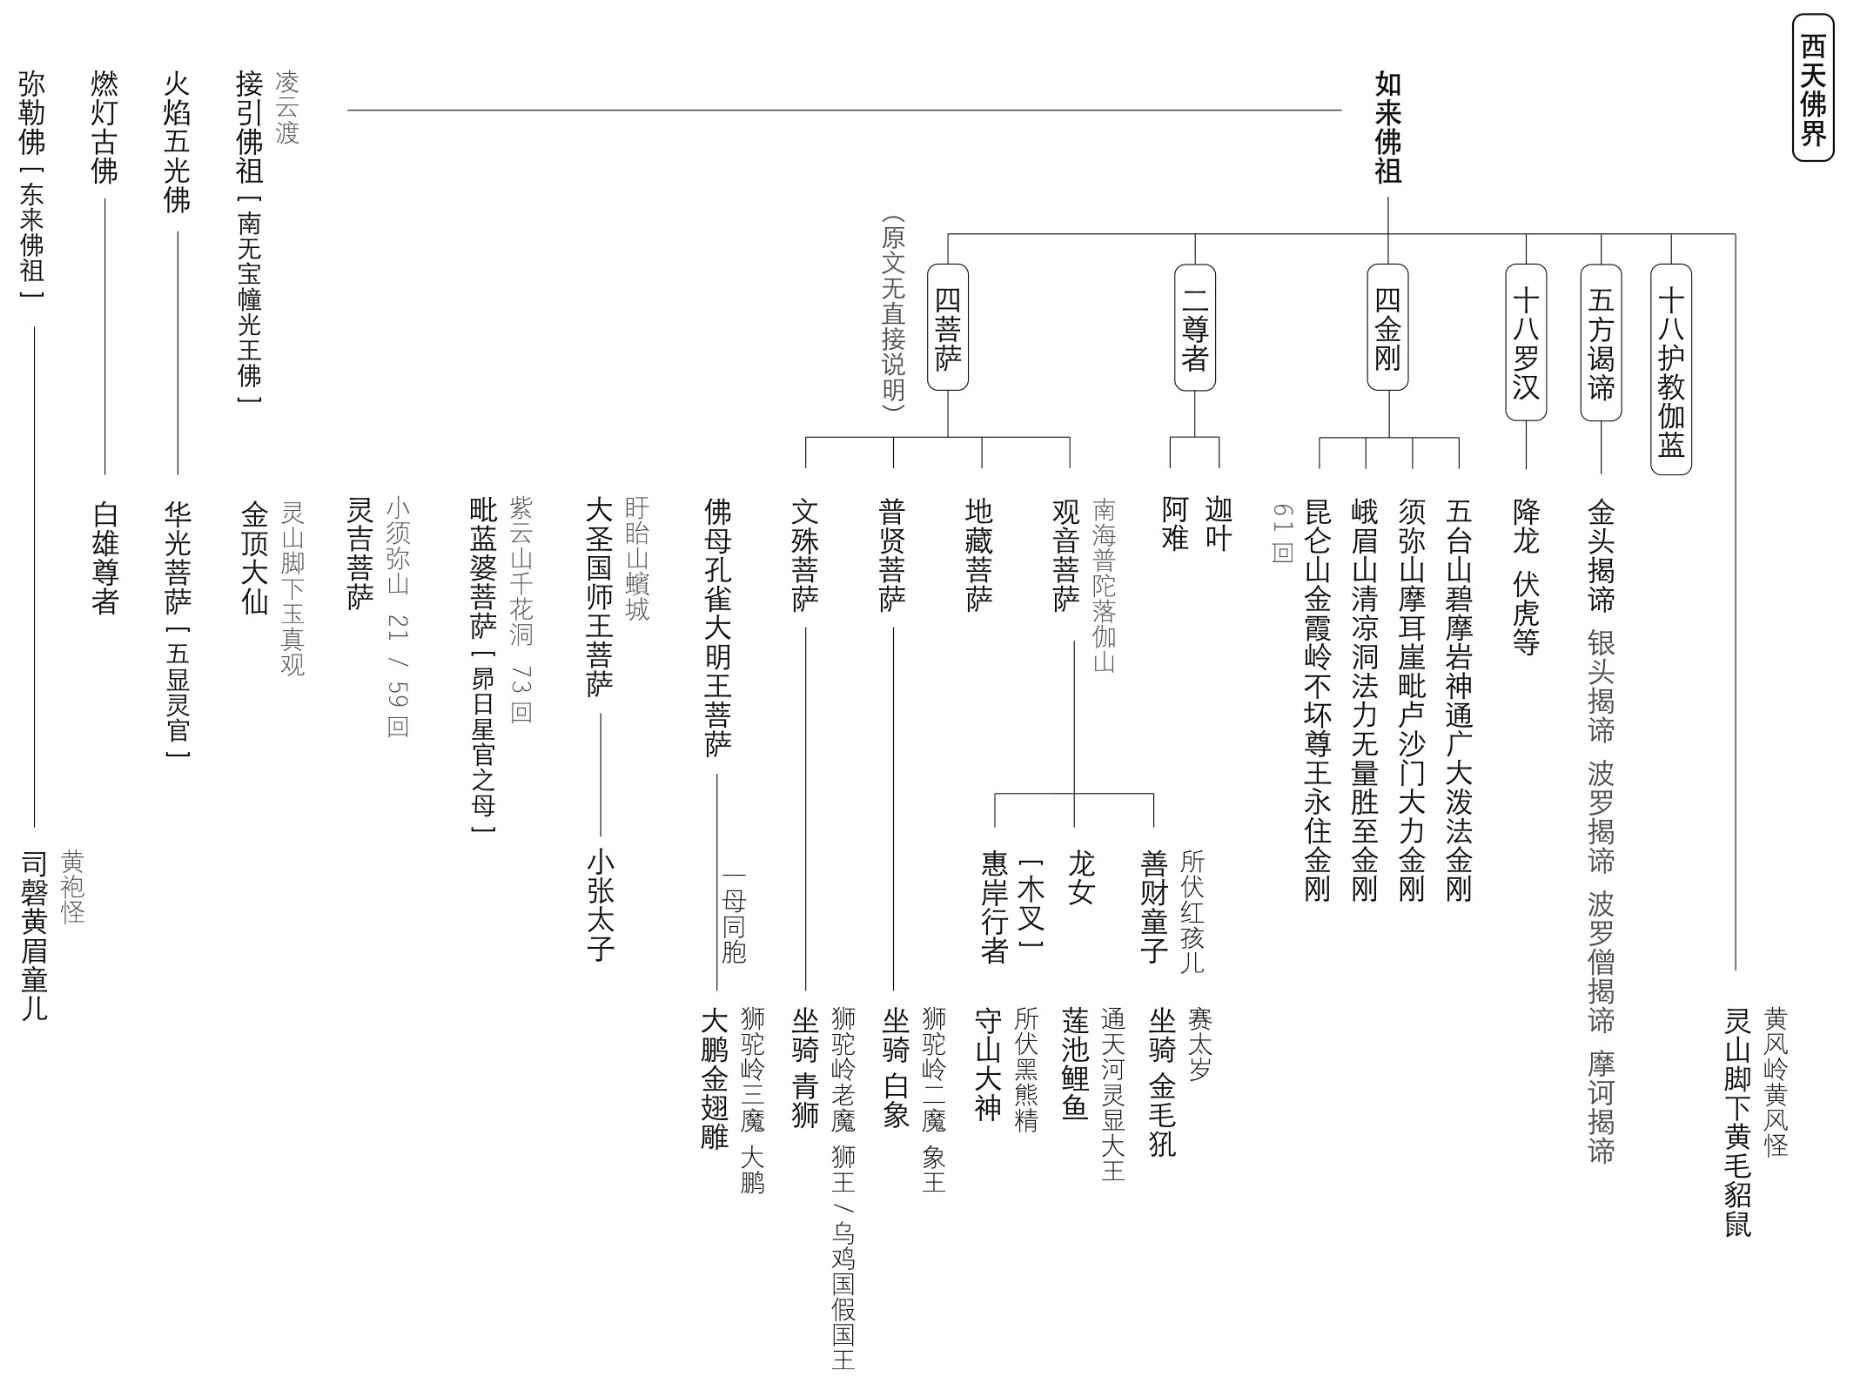 西天佛界
如来佛祖
十八护教伽蓝
五方谒谛
十八罗汉
四金刚
二尊者
四菩萨
（原文无直接说明）
凌云渡
接引佛祖[南无宝幢光王佛]
火焰五光佛
燃灯古佛
弥勒佛[东来佛祖]
金头揭谛 银头揭谛 波罗揭谛 波罗僧揭谛 摩诃揭谛
降龙 伏虎等
五台山碧摩岩神通广大泼法金刚
须弥山摩耳崖毗卢沙门大力金刚
峨眉山清凉洞法力无量胜至金刚
昆仑山金霞岭不坏尊王永住金刚
61回
迦叶
阿难
南海普陀落伽山
观音菩萨
地藏菩萨
普贤菩萨
文殊菩萨
佛母孔雀大明王菩萨
盱眙山蠙城
大圣国师王菩萨
紫云山千花洞 73回
毗蓝婆菩萨[昴日星官之母]
小须弥山 21 / 59回
灵吉菩萨
灵山脚下玉真观
金顶大仙
华光菩萨[五显灵官]
白雄尊者
所伏红孩儿
善财童子
龙女
[木叉]
惠岸行者
一母同胞
小张太子
黄袍怪
司磬黄眉童儿
黄风岭黄风怪
灵山脚下黄毛貂鼠
赛太岁
坐骑 金毛犼
通天河灵显大王
莲池鲤鱼
所伏黑熊精
守山大神
狮驼岭二魔 象王
坐骑 白象
狮驼岭老魔 狮王 / 乌鸡国假国王
坐骑 青狮
狮驼岭三魔 大鹏
大鹏金翅雕